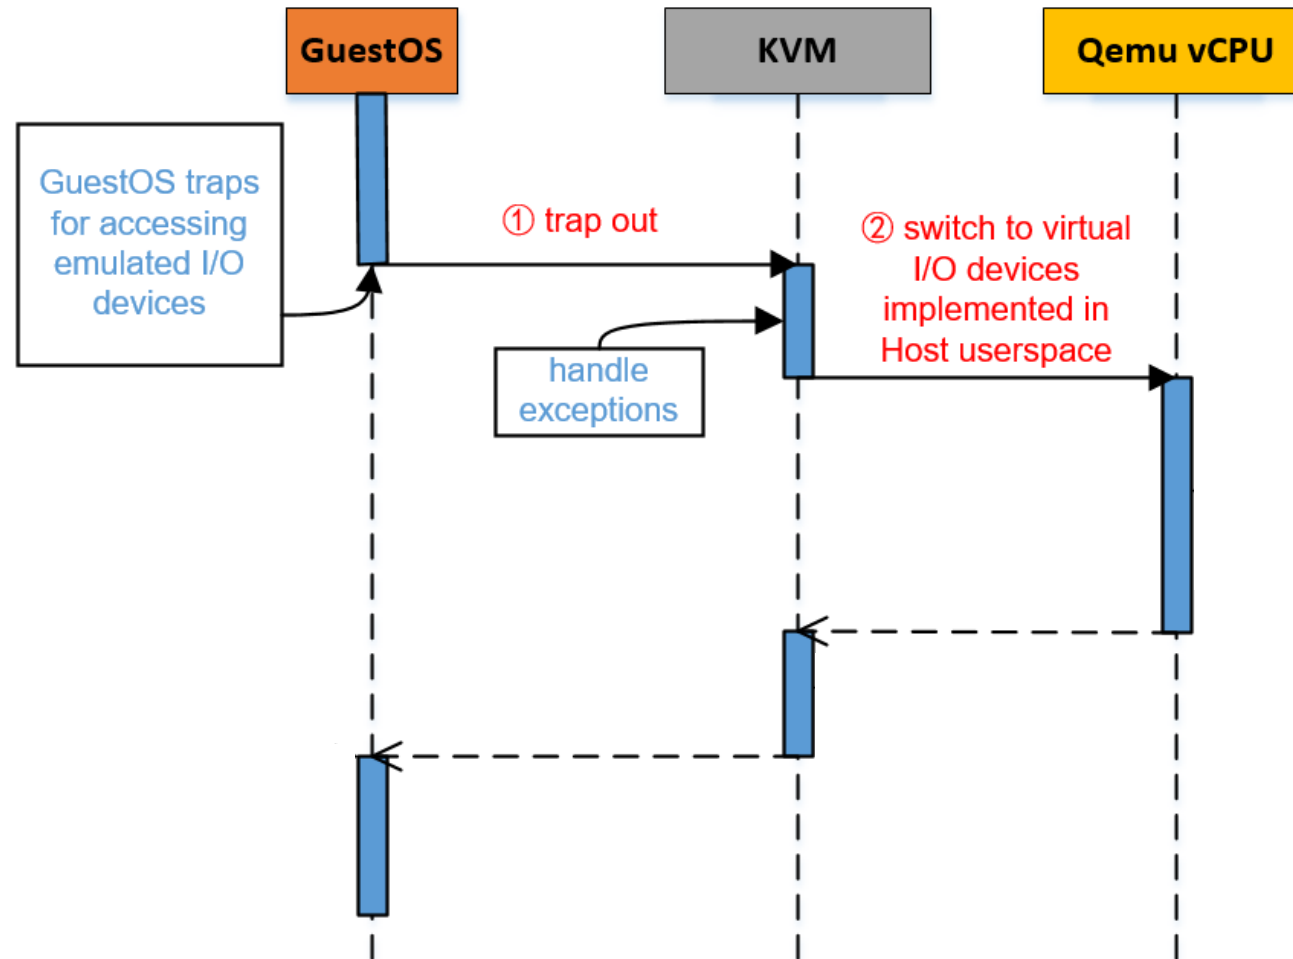 GuestOS
KVM
Qemu vCPU
GuestOS traps
for accessing
emulated I/O
devices
① trap out
② switch to virtual
I/O devices
implemented in
Host userspace
handle
exceptions